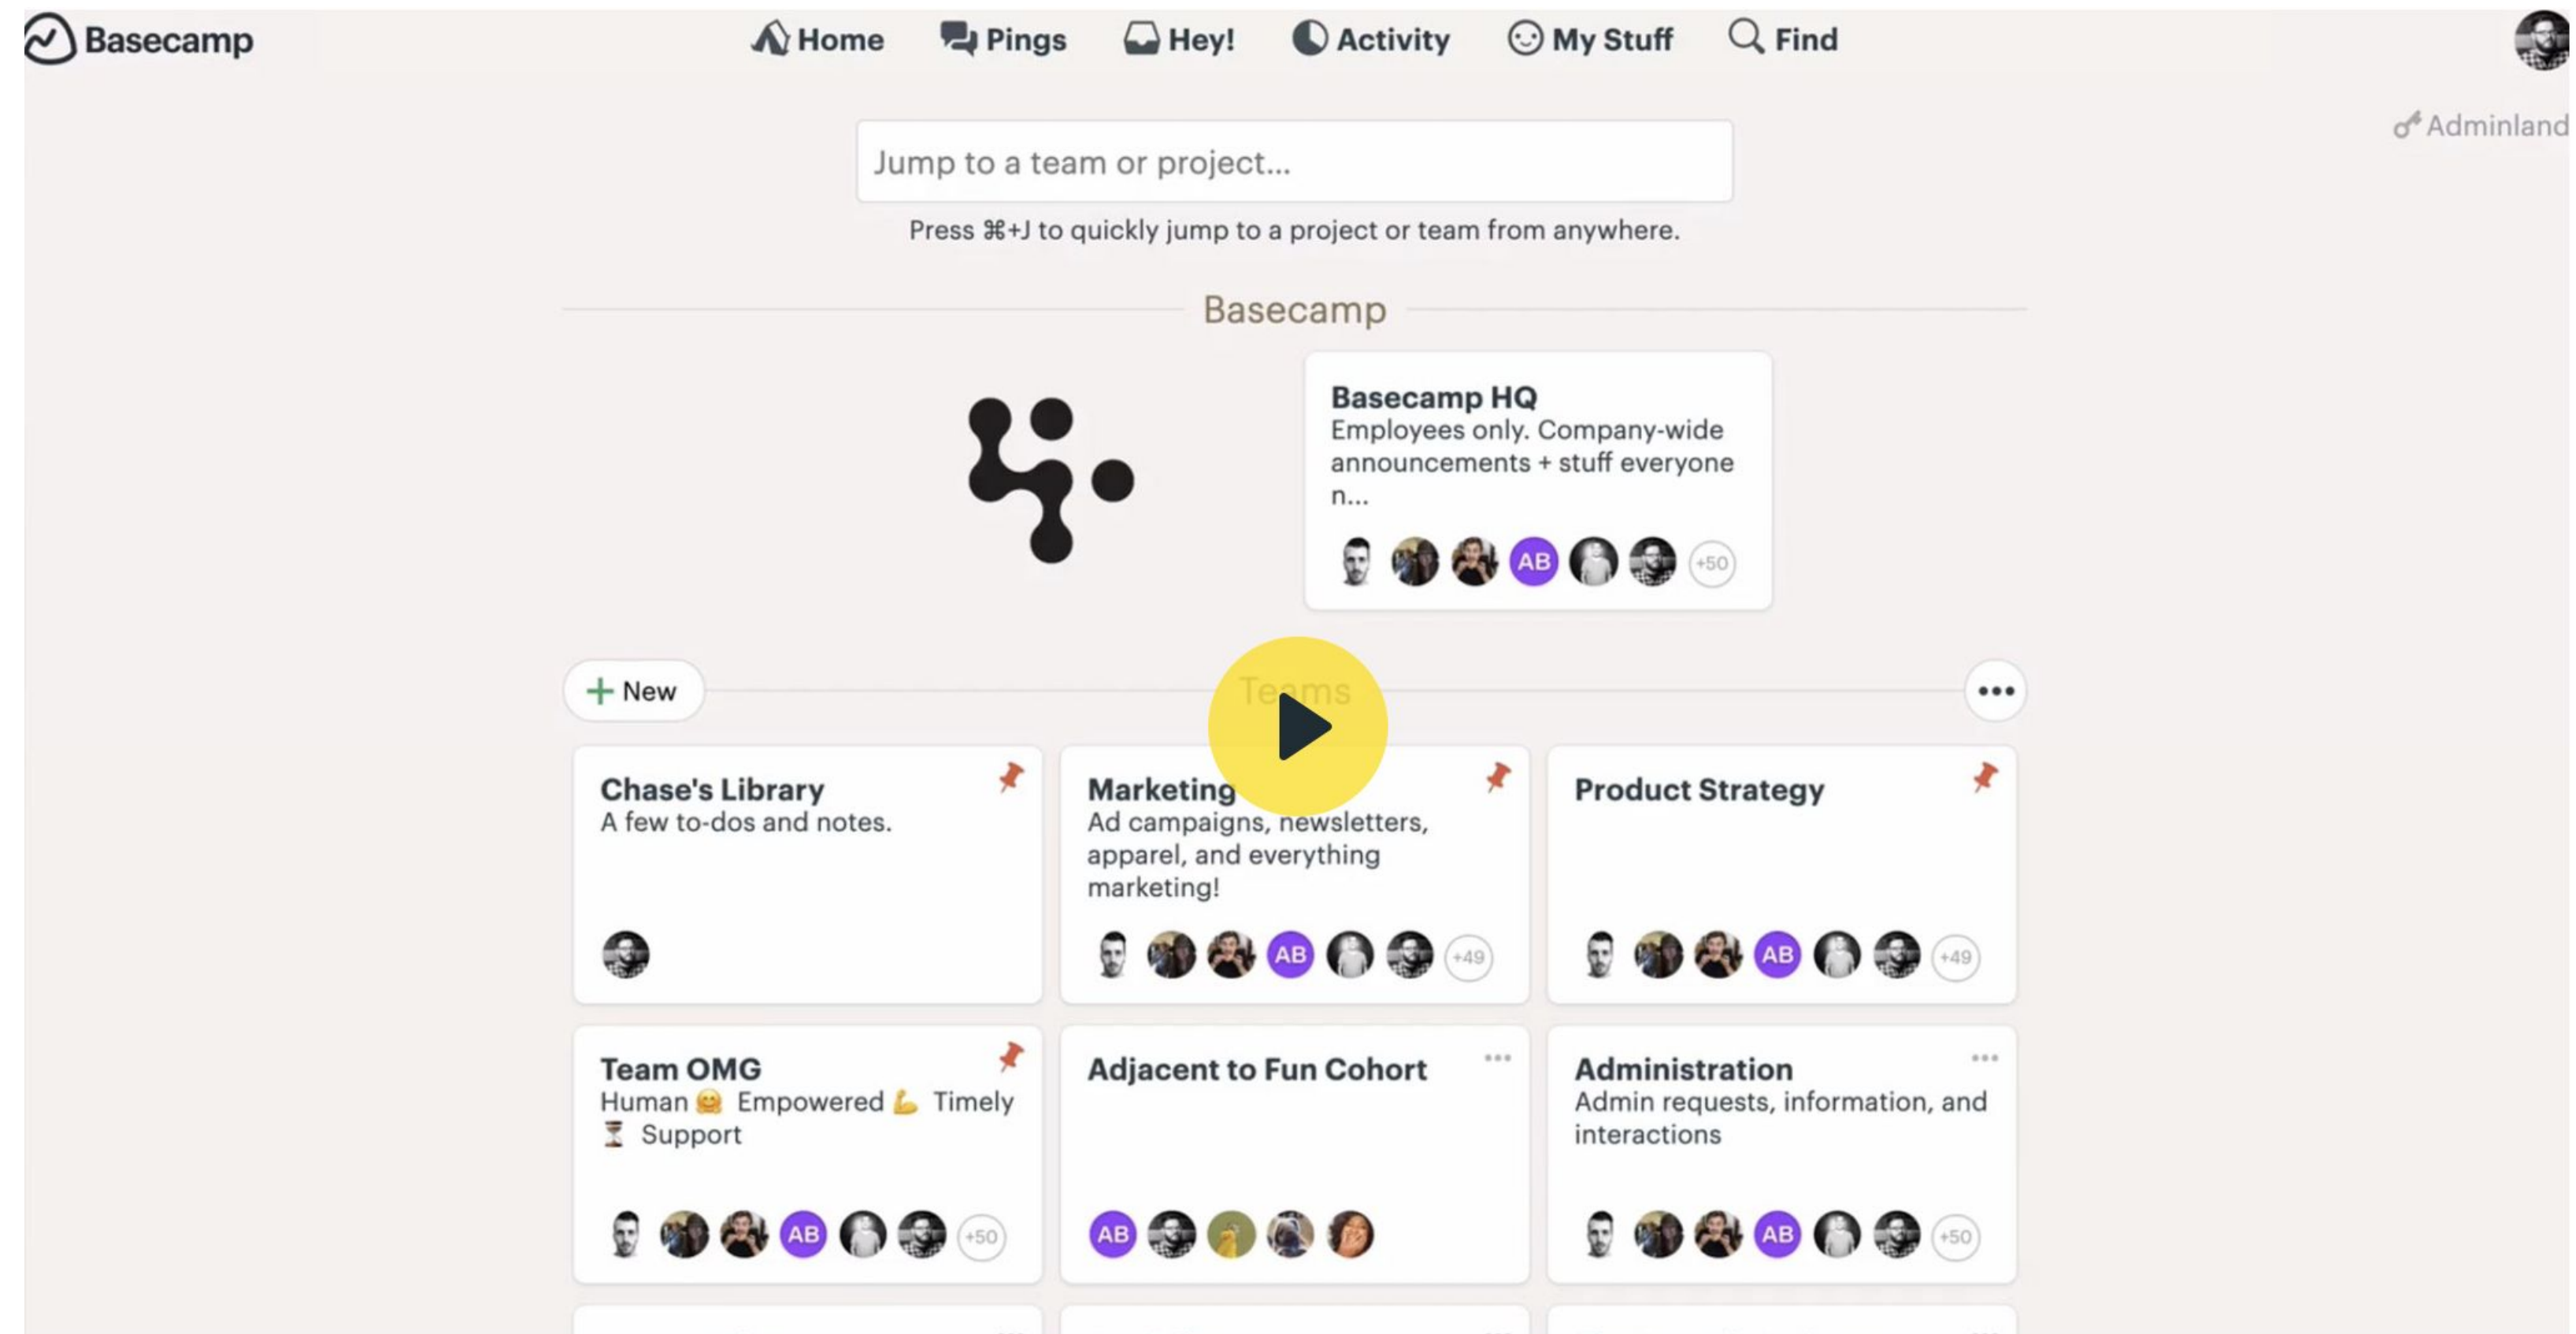 Basecamp
Home
Pings
Hey!
Activity
My Stuff
Find
Adminland
Jump to a team or project...
Press ⌘+J to quickly jump to a project or team from anywhere.
Basecamp
Basecamp HQ
Employees only. Company-wide
announcements + stuff everyone
n...
AB
+50
+ New
Teams
Chase's Library
A few to-dos and notes.
Marketing
Ad campaigns, newsletters,
apparel, and everything
marketing!
AB
+49
Product Strategy
AB
+49
Team OMG
Human 🤗 Empowered 💪 Timely
⏳ Support
AB
+50
Adjacent to Fun Cohort
AB
Administration
Admin requests, information, and
interactions
AB
+50